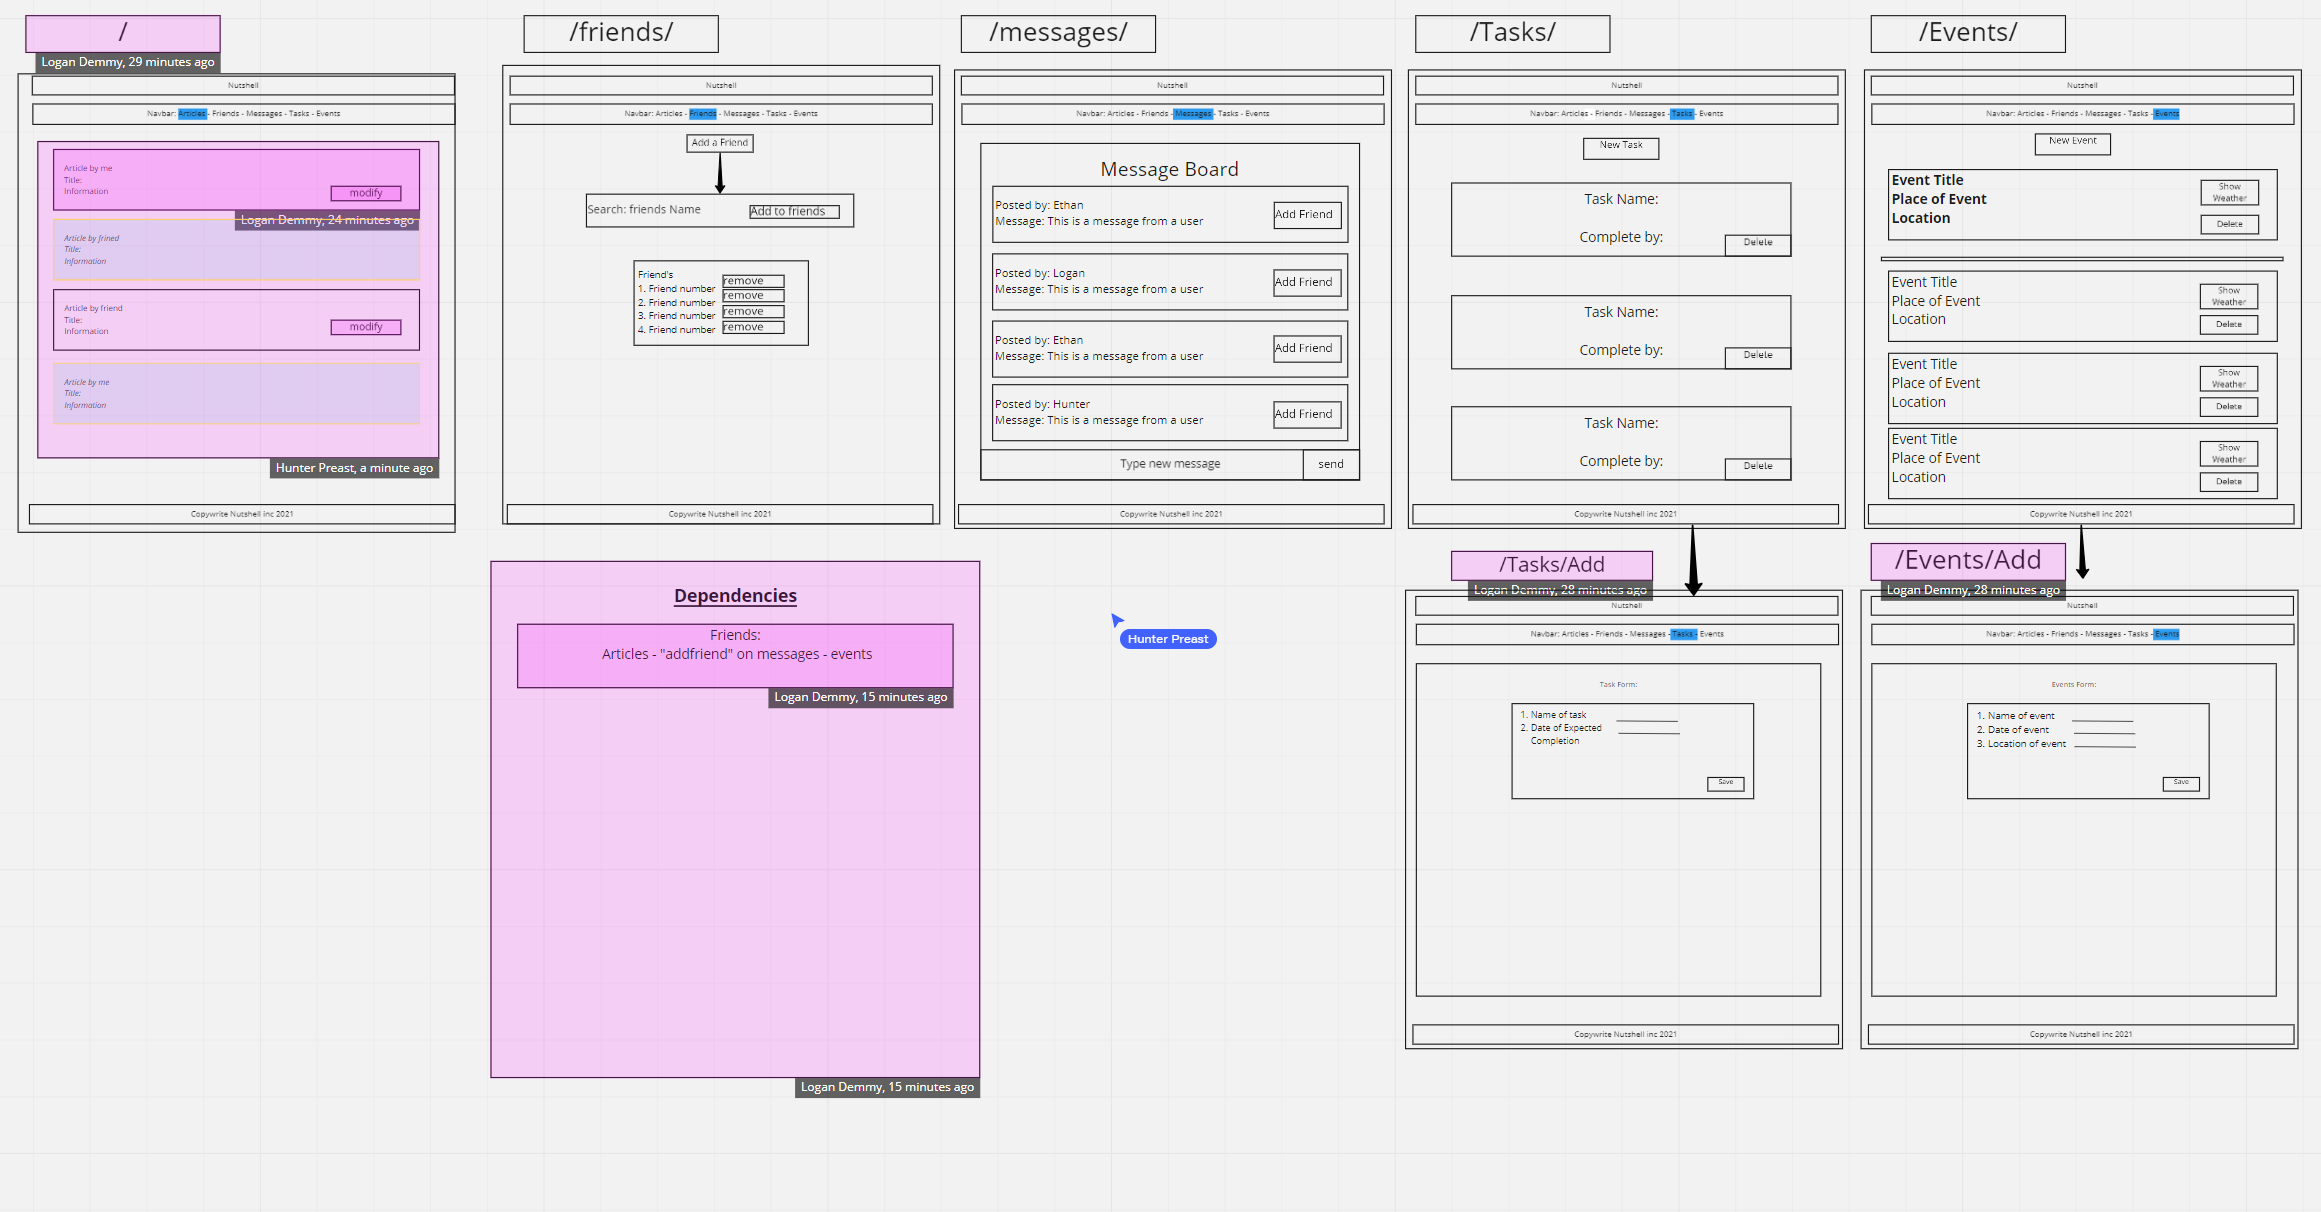 /
Logan Demmy, 29 minutes ago
Nutshell
Navbar: Articles - Friends - Messages - Tasks - Events
Article by me
Title:
Information
modify
Logan Demmy, 24 minutes ago
Article by frined
Title:
Information
Article by friend
Title:
Information
modify
Article by me
Title:
Information
Hunter Preast, a minute ago
Copywrite Nutshell inc 2021
/friends/
Nutshell
Navbar: Articles - Friends - Messages - Tasks - Events
Add a Friend
Search: friends Name
Add to friends
Friend's
1. Friend number
remove
2. Friend number
remove
3. Friend number
remove
4. Friend number
remove
Copywrite Nutshell inc 2021
/messages/
Nutshell
Navbar: Articles - Friends - Messages - Tasks - Events
Message Board
Posted by: Ethan
Message: This is a message from a user
Add Friend
Posted by: Logan
Message: This is a message from a user
Add Friend
Posted by: Ethan
Message: This is a message from a user
Add Friend
Posted by: Hunter
Message: This is a message from a user
Add Friend
Type new message
send
Copywrite Nutshell inc 2021
/Tasks/
Nutshell
Navbar: Articles - Friends - Messages - Tasks - Events
New Task
Task Name:
Complete by:
Delete
Task Name:
Complete by:
Delete
Task Name:
Complete by:
Delete
Copywrite Nutshell inc 2021
/Events/
Nutshell
Navbar: Articles - Friends - Messages - Tasks - Events
New Event
Event Title
Place of Event
Location
Show
Weather
Delete
Event Title
Place of Event
Location
Show
Weather
Delete
Event Title
Place of Event
Location
Show
Weather
Delete
Event Title
Place of Event
Location
Show
Weather
Delete
Copywrite Nutshell inc 2021
Dependencies
Friends:
Articles - "addfriend" on messages - events
Logan Demmy, 15 minutes ago
Logan Demmy, 15 minutes ago
Hunter Preast
/Tasks/Add
Logan Demmy, 28 minutes ago
Nutshell
Navbar: Articles - Friends - Messages - Tasks - Events
Task Form:
1. Name of task
2. Date of Expected
Completion
Save
Copywrite Nutshell inc 2021
/Events/Add
Logan Demmy, 28 minutes ago
Nutshell
Navbar: Articles - Friends - Messages - Tasks - Events
Events Form:
1. Name of event
2. Date of event
3. Location of event
Save
Copywrite Nutshell inc 2021